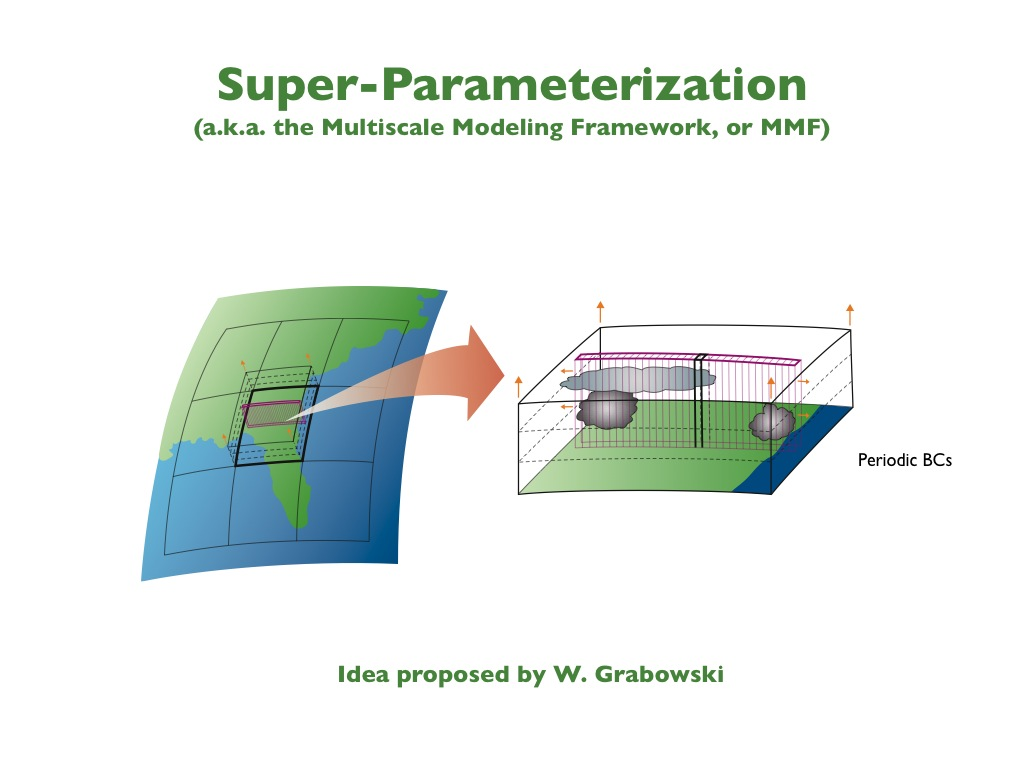 Super-Parameterization
(a.k.a. the Multiscale Modeling Framework, or MMF)
Periodic BCs
Idea proposed by W. Grabowski